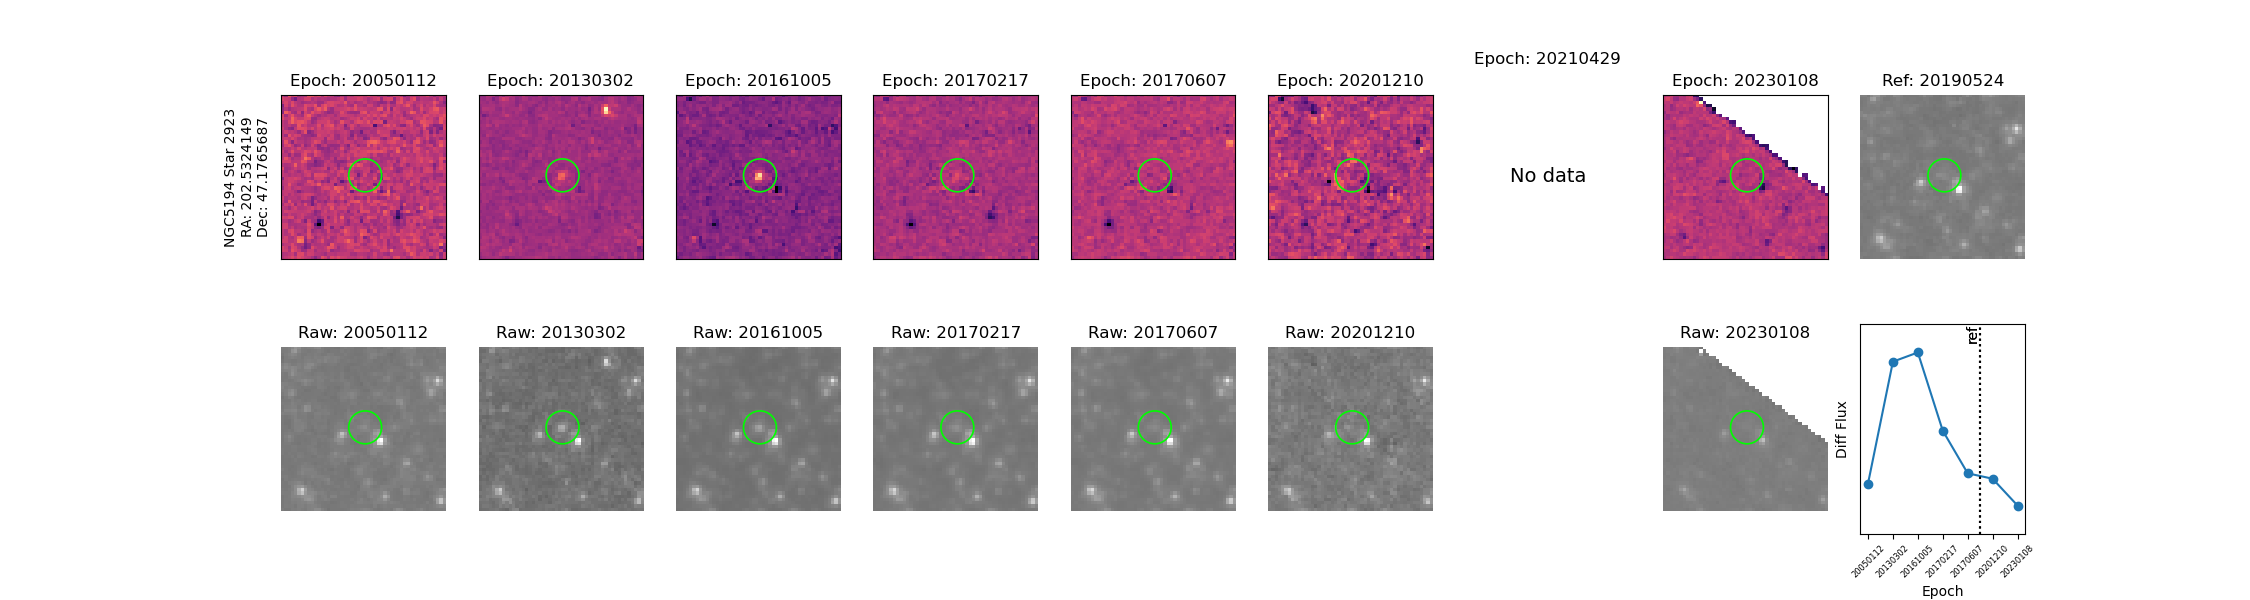 NGC5194 Star 2923
RA: 202.5324149
Dec: 47.1765687
Epoch: 20050112
Epoch: 20130302
Epoch: 20161005
Epoch: 20170217
Epoch: 20170607
Epoch: 20201210
Epoch: 20210429
No data
Epoch: 20230108
Ref: 20190524
Raw: 20050112
Raw: 20130302
Raw: 20161005
Raw: 20170217
Raw: 20170607
Raw: 20201210
Raw: 20230108
Diff Flux
ref
20050112
20130302
20161005
20170217
20170607
20201210
20230108
Epoch